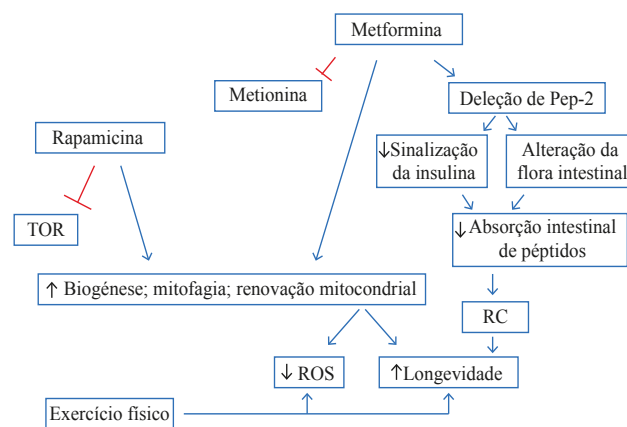 Metformina
Metionina
Deleção de Pep-2
Rapamicina
↓Sinalização
da insulina
Alteração da
flora intestinal
TOR
↓ Absorção intestinal
de péptidos
↑ Biogénese; mitofagia; renovação mitocondrial
RC
↓ ROS
↑Longevidade
Exercício físico